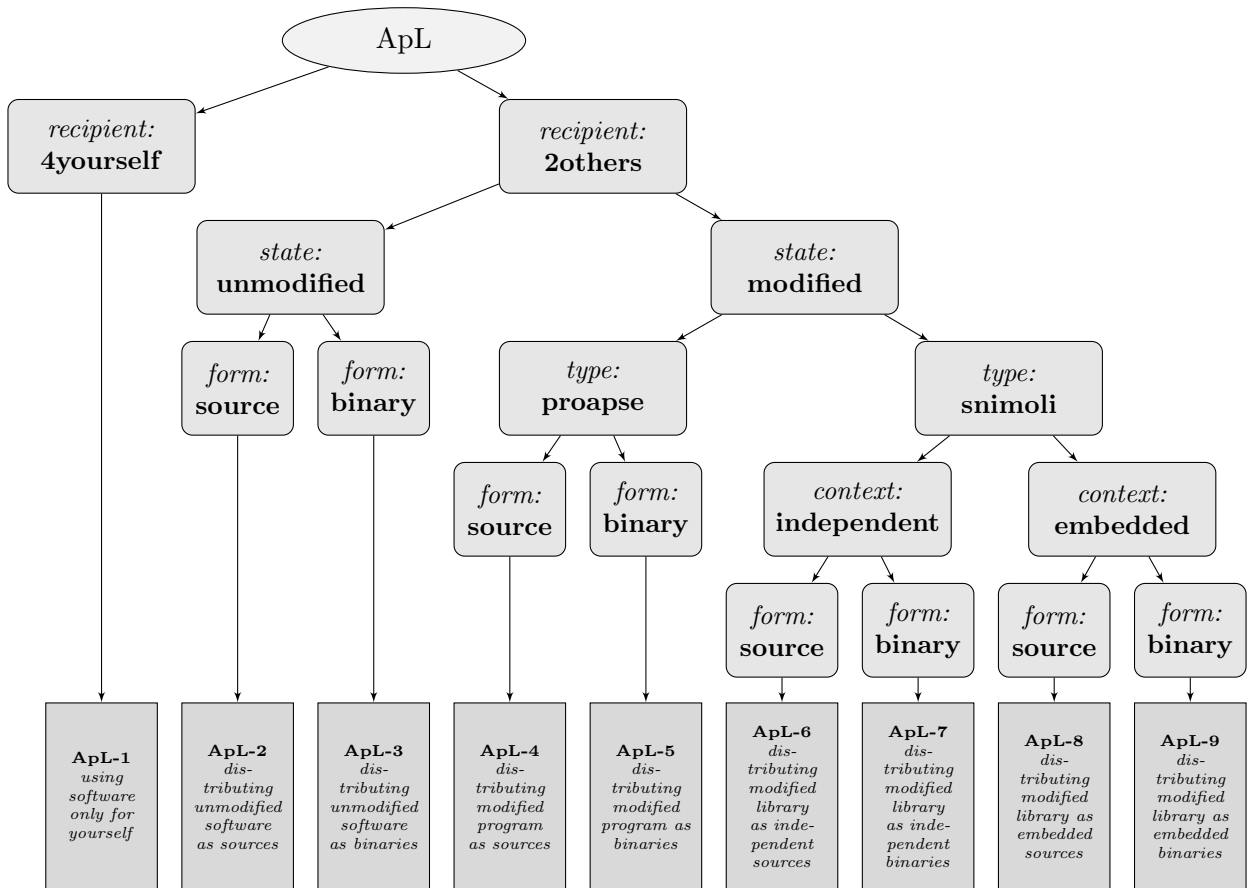 ApL
recipient:
4yourself
recipient:
2others
state:
unmodified
state:
modified
form:
source
form:
binary
type:
proapse
type:
snimoli
form:
source
form:
binary
context:
independent
context:
embedded
form:
source
form:
binary
form:
source
form:
binary
ApL-1
using
software
only for
yourself
ApL-2
dis-
tributing
unmodified
software
as sources
ApL-3
dis-
tributing
unmodified
software
as binaries
ApL-4
dis-
tributing
modified
program
as sources
ApL-5
dis-
tributing
modified
program as
binaries
ApL-6
dis-
tributing
modified
library
as inde-
pendent
sources
ApL-7
dis-
tributing
modified
library
as inde-
pendent
binaries
ApL-8
dis-
tributing
modified
library as
embedded
sources
ApL-9
dis-
tributing
modified
library as
embedded
binaries